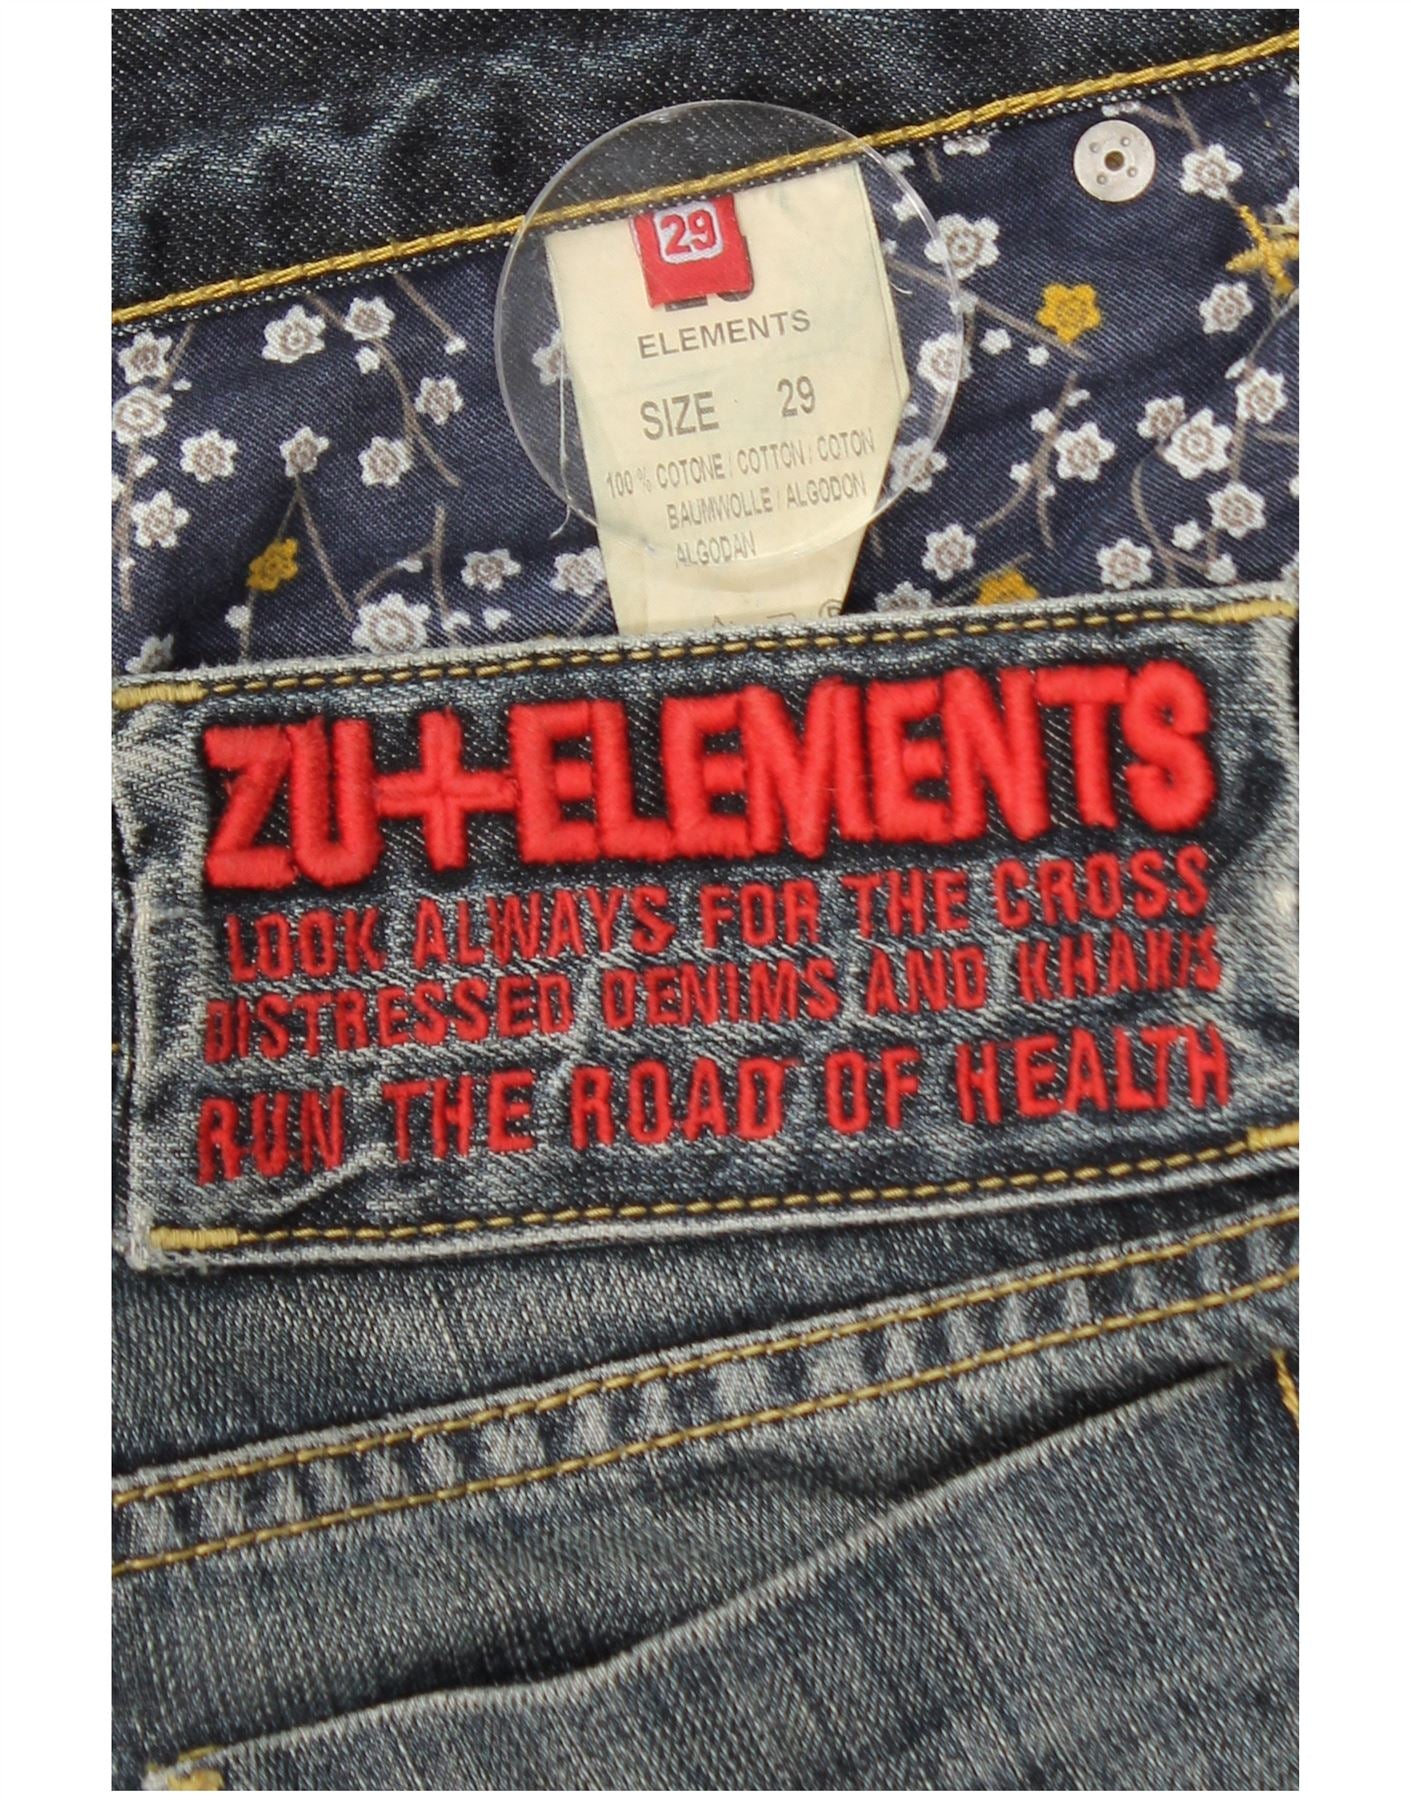 29
ELEMENTS
SIZE 29
100 % COTONE / COTTON / COTON
BAUMWOLLE / ALGODON
ALGODAN
ZU+ELEMENTS
LOOK ALWAYS FOR THE CROSS
DISTRESSED DENIMS AND KHAKIS
RUN THE ROAD OF HEALTH